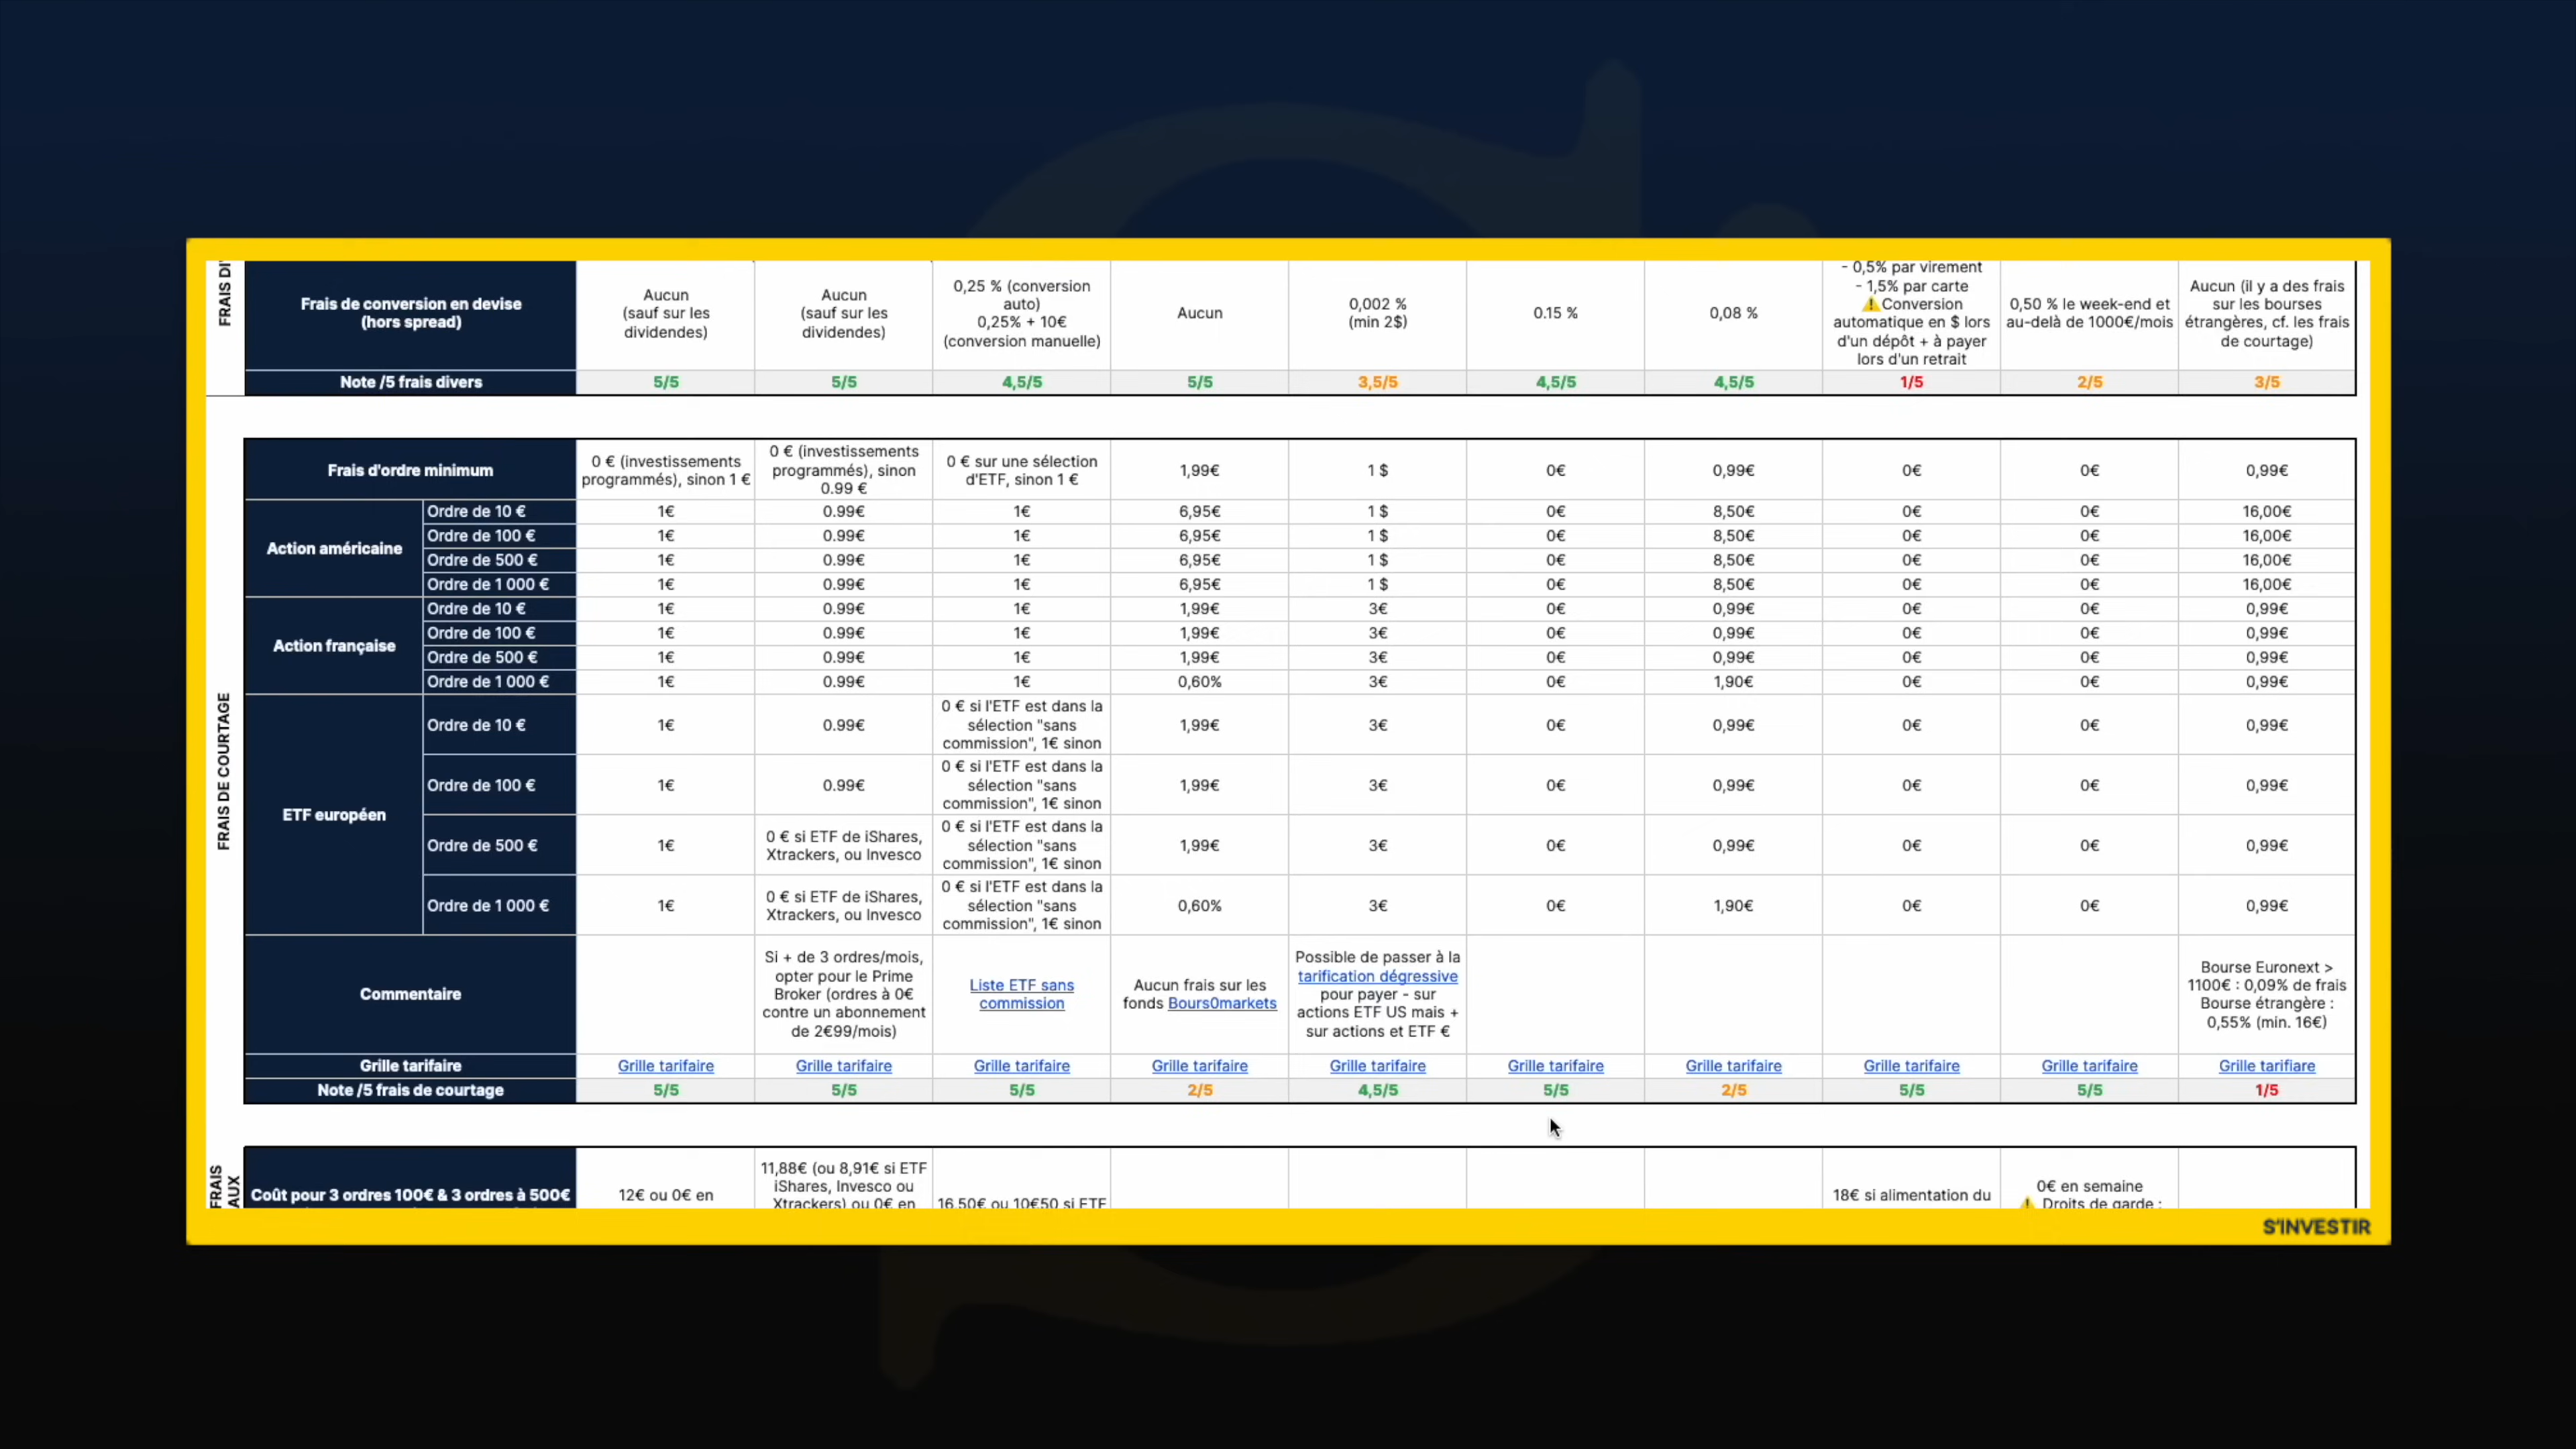 FRAIS DI
Frais de conversion en devise
(hors spread)
Aucun
(sauf sur les
dividendes)
Aucun
(sauf sur les
dividendes)
0,25 % (conversion
auto)
0,25% + 10€
(conversion manuelle)
Aucun
0,002 %
(min 2$)
0.15 %
0,08 %
- 0,5% par virement
- 1,5% par carte
⚠️Conversion
automatique en $ lors
d'un dépôt + à payer
lors d'un retrait
0,50 % le week-end et
au-delà de 1000€/mois
Aucun (il y a des frais
sur les bourses
étrangères, cf. les frais
de courtage)
Note /5 frais divers 5/5 5/5 4,5/5 5/5 3,5/5 4,5/5 4,5/5 1/5 2/5 3/5
FRAIS DE COURTAGE
Frais d'ordre minimum
0 € (investissements
programmés), sinon 1 €
0 € (investissements
programmés), sinon
0.99 €
0 € sur une sélection
d'ETF, sinon 1 €
1,99€ 1 $ 0€ 0,99€ 0€ 0€ 0,99€
Action américaine
Ordre de 10 € 1€ 0.99€ 1€ 6,95€ 1 $ 0€ 8,50€ 0€ 0€ 16,00€
Ordre de 100 € 1€ 0.99€ 1€ 6,95€ 1 $ 0€ 8,50€ 0€ 0€ 16,00€
Ordre de 500 € 1€ 0.99€ 1€ 6,95€ 1 $ 0€ 8,50€ 0€ 0€ 16,00€
Ordre de 1 000 € 1€ 0.99€ 1€ 6,95€ 1 $ 0€ 8,50€ 0€ 0€ 16,00€
Action française
Ordre de 10 € 1€ 0.99€ 1€ 1,99€ 3€ 0€ 0,99€ 0€ 0€ 0,99€
Ordre de 100 € 1€ 0.99€ 1€ 1,99€ 3€ 0€ 0,99€ 0€ 0€ 0,99€
Ordre de 500 € 1€ 0.99€ 1€ 1,99€ 3€ 0€ 0,99€ 0€ 0€ 0,99€
Ordre de 1 000 € 1€ 0.99€ 1€ 0,60% 3€ 0€ 1,90€ 0€ 0€ 0,99€
ETF européen
Ordre de 10 € 1€ 0.99€
0 € si l'ETF est dans la
sélection "sans
commission", 1€ sinon
1,99€ 3€ 0€ 0,99€ 0€ 0€ 0,99€
Ordre de 100 € 1€ 0.99€
0 € si l'ETF est dans la
sélection "sans
commission", 1€ sinon
1,99€ 3€ 0€ 0,99€ 0€ 0€ 0,99€
Ordre de 500 € 1€
0 € si ETF de iShares,
Xtrackers, ou Invesco
0 € si l'ETF est dans la
sélection "sans
commission", 1€ sinon
1,99€ 3€ 0€ 0,99€ 0€ 0€ 0,99€
Ordre de 1 000 € 1€
0 € si ETF de iShares,
Xtrackers, ou Invesco
0 € si l'ETF est dans la
sélection "sans
commission", 1€ sinon
0,60% 3€ 0€ 1,90€ 0€ 0€ 0,99€
Commentaire
Si + de 3 ordres/mois,
opter pour le Prime
Broker (ordres à 0€
contre un abonnement
de 2€99/mois)
Liste ETF sans
commission
Aucun frais sur les
fonds Bours0markets
Possible de passer à la
tarification dégressive
pour payer - sur
actions ETF US mais +
sur actions et ETF €
Bourse Euronext >
1100€ : 0,09% de frais
Bourse étrangère :
0,55% (min. 16€)
Grille tarifaire Grille tarifaire Grille tarifaire Grille tarifaire Grille tarifaire Grille tarifaire Grille tarifaire Grille tarifaire Grille tarifaire Grille tarifaire Grille tarifiare
Note /5 frais de courtage 5/5 5/5 5/5 2/5 4,5/5 5/5 2/5 5/5 5/5 1/5
FRAIS
AUX
Coût pour 3 ordres 100€ & 3 ordres à 500€
12€ ou 0€ en
11,88€ (ou 8,91€ si ETF
iShares, Invesco ou
Xtrackers) ou 0€ en
16,50€ ou 10€50 si ETF
18€ si alimentation du
0€ en semaine
⚠️ Droits de garde :
S'INVESTIR